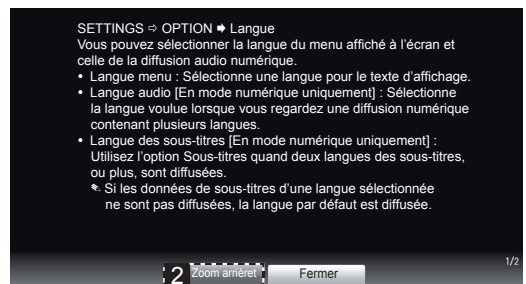 SETTINGS ⇨ OPTION ➡ Langue
Vous pouvez sélectionner la langue du menu affiché à l'écran et
celle de la diffusion audio numérique.
• Langue menu : Sélectionne une langue pour le texte d'affichage.
• Langue audio [En mode numérique uniquement] : Sélectionne
la langue voulue lorsque vous regardez une diffusion numérique
contenant plusieurs langues.
• Langue des sous-titres [En mode numérique uniquement] :
Utilisez l'option Sous-titres quand deux langues des sous-titres,
ou plus, sont diffusées.
✎ Si les données de sous-titres d'une langue sélectionnée
ne sont pas diffusées, la langue par défaut est diffusée.
1/2
2 Zoom arrièret Fermer